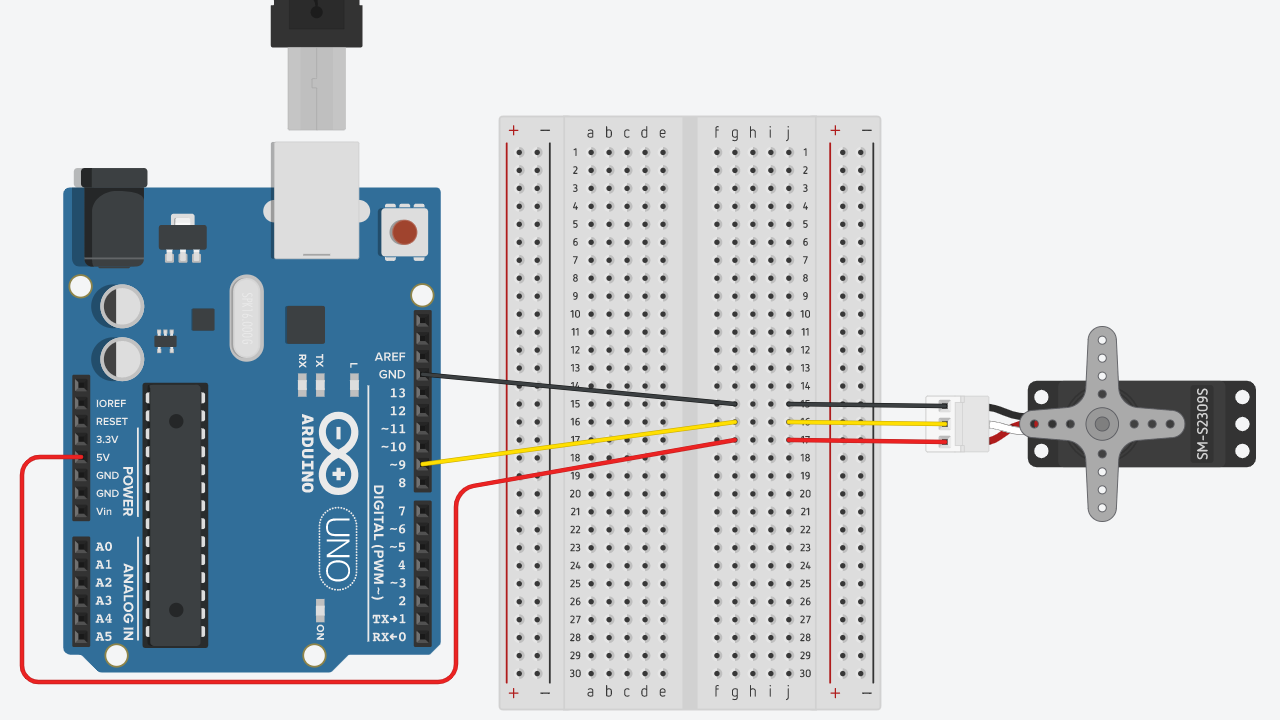 + − a b c d e f g h i j + −
1 1
2 2
3 3
4 4
5 5
6 6
7 7
8 8
9 9
10 10
11 11
12 12
13 13
14 14
15 15
16 16
17 17
18 18
19 19
20 20
21 21
22 22
23 23
24 24
25 25
26 26
27 27
28 28
29 29
30 30
+ − a b c d e f g h i j + −
RX
TX
L
AREF
GND
13
12
~11
~10
~9
8
7
~6
~5
4
~3
2
TX→1
RX←0
DIGITAL (PWM ~)
IOREF
RESET
3.3V
5V
GND
GND
Vin
POWER
A0
A1
A2
A3
A4
A5
ANALOG IN
ARDUINO
UNO
ON
SM-S2309S